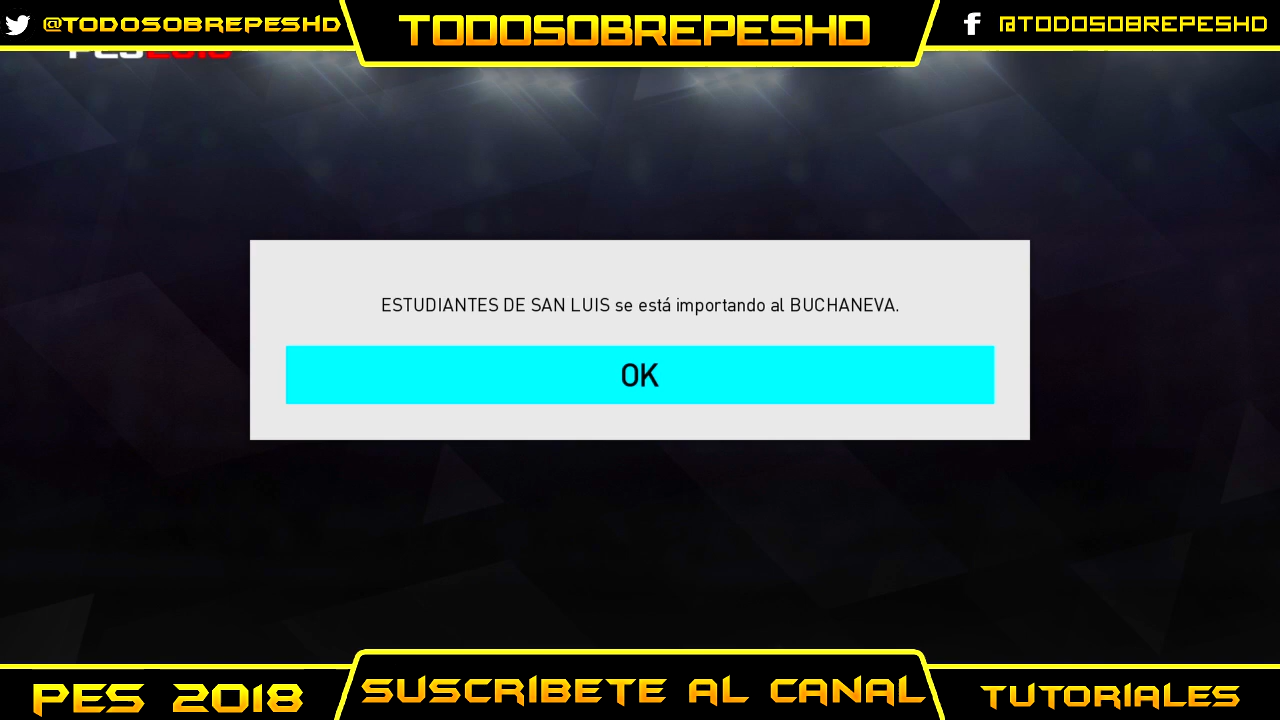 @TODOSOBREPESHD
TODOSOBREPESHD
@TODOSOBREPESHD
PES2018
ESTUDIANTES DE SAN LUIS se está importando al BUCHANEVA.
OK
PES 2018
SUSCRIBETE AL CANAL
TUTORIALES